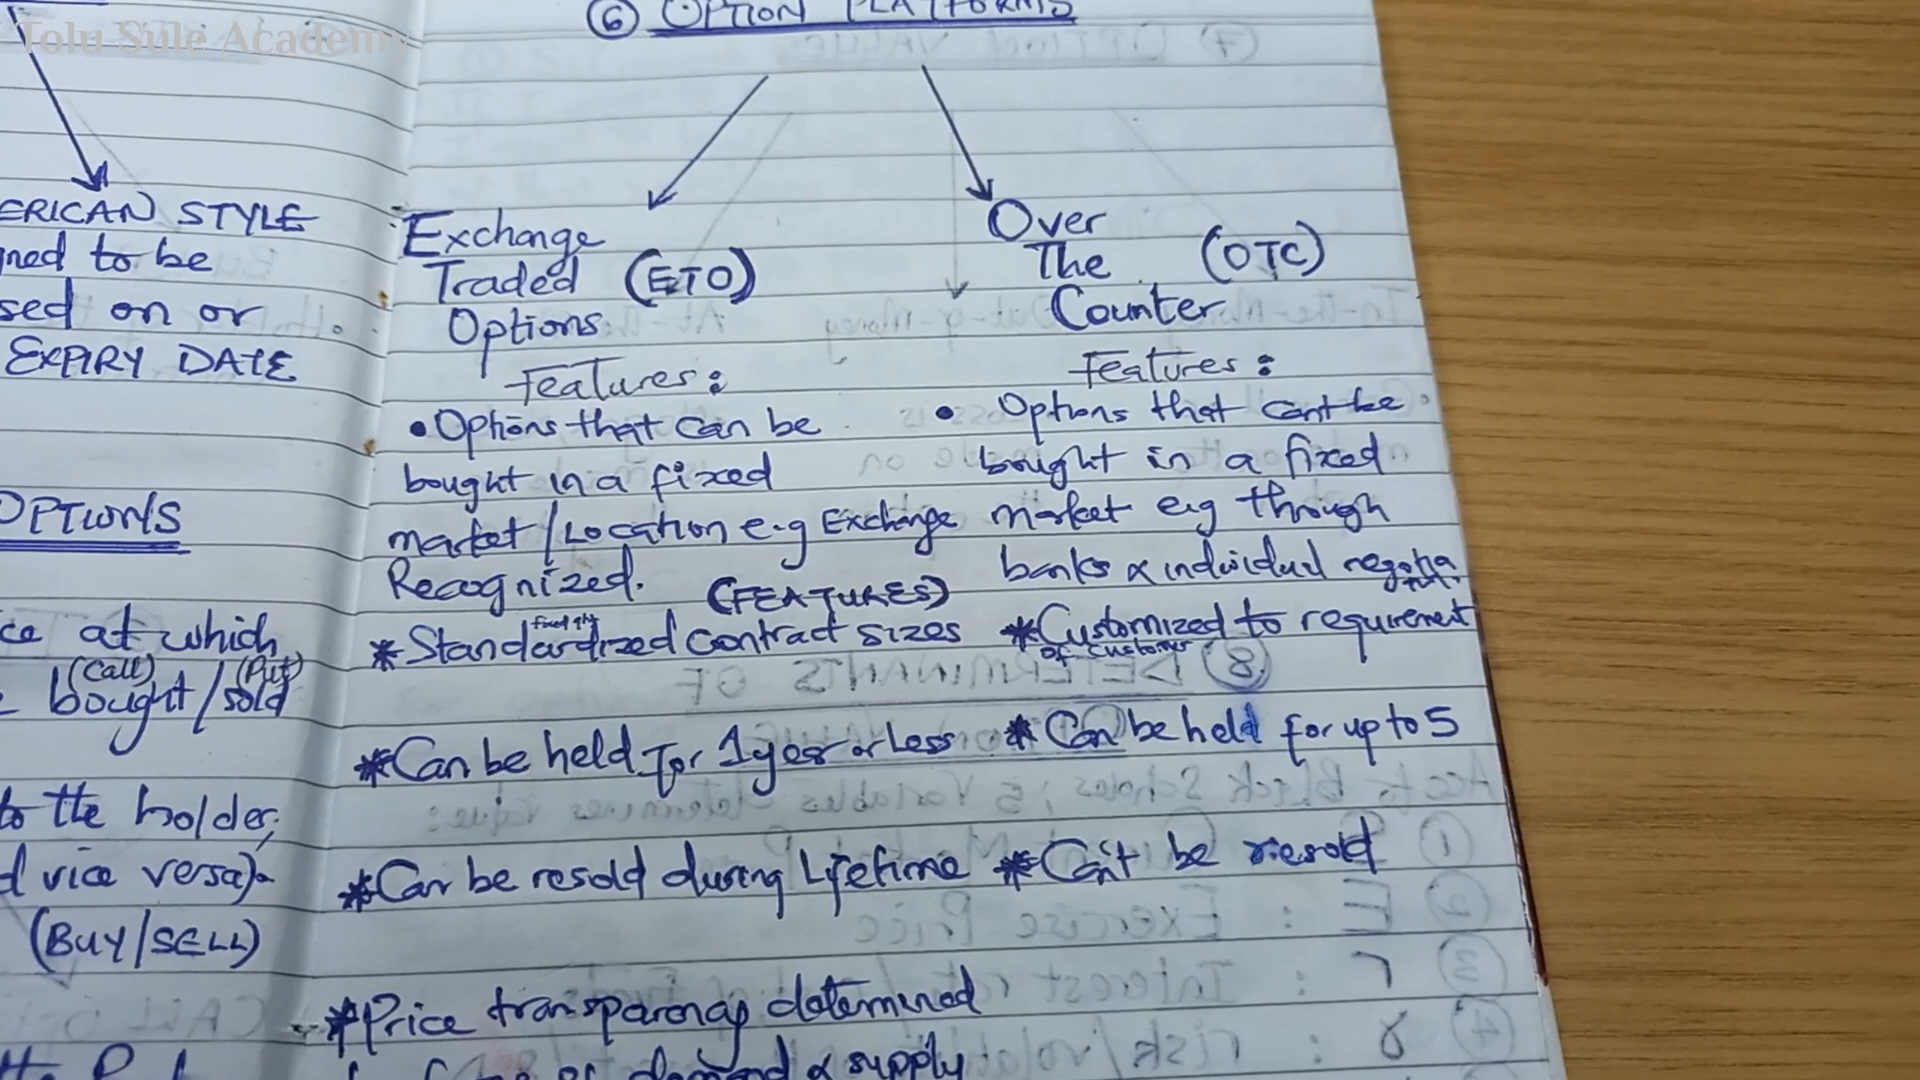 Tolu Sule Academy
ERICAN STYLE
ned to be
sed on or
EXPIRY DATE
OPTIONS
ce at which
(Call) (Put)
bought/sold
to the holder,
d vice versa).
(BUY/SELL)
⑥ OPTION PLATFORMS
Exchange
Traded (ETO)
Options
Features:
• Options that can be
bought in a fixed
market/Location e.g Exchange
Recognized.
(FEATURES)
* Standardized contract sizes
* Can be held for 1 year or Less
* Can be resold during Lifetime
* Price transparency determined
demand & supply
Over
The (OTC)
Counter
Features:
• Options that can't be
bought in a fixed
market e.g through
banks & individual negotia
* Customized to requirement
of customer
* Can be held for up to 5
* Can't be resold